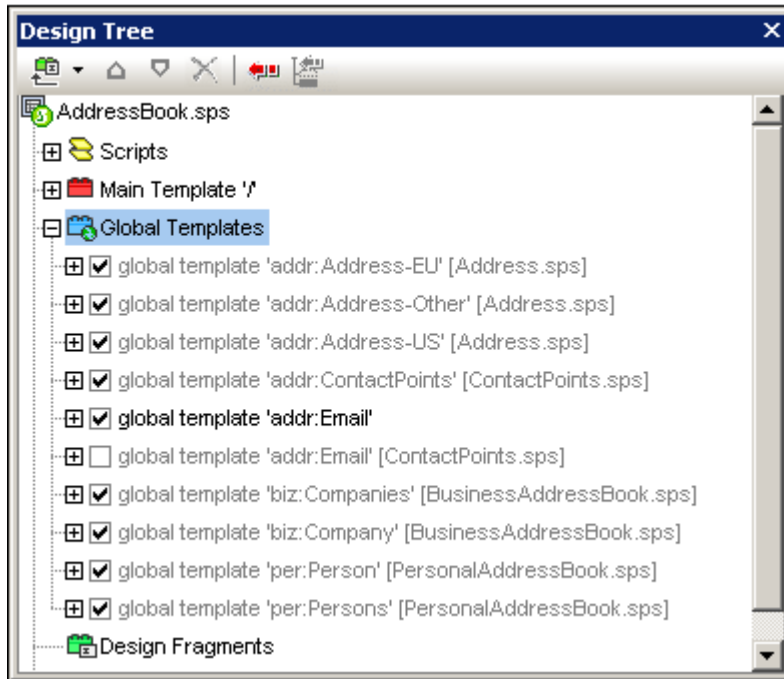 Design Tree
AddressBook.sps
Scripts
Main Template '/'
Global Templates
global template 'addr:Address-EU' [Address.sps]
global template 'addr:Address-Other' [Address.sps]
global template 'addr:Address-US' [Address.sps]
global template 'addr:ContactPoints' [ContactPoints.sps]
global template 'addr:Email'
global template 'addr:Email' [ContactPoints.sps]
global template 'biz:Companies' [BusinessAddressBook.sps]
global template 'biz:Company' [BusinessAddressBook.sps]
global template 'per:Person' [PersonalAddressBook.sps]
global template 'per:Persons' [PersonalAddressBook.sps]
Design Fragments